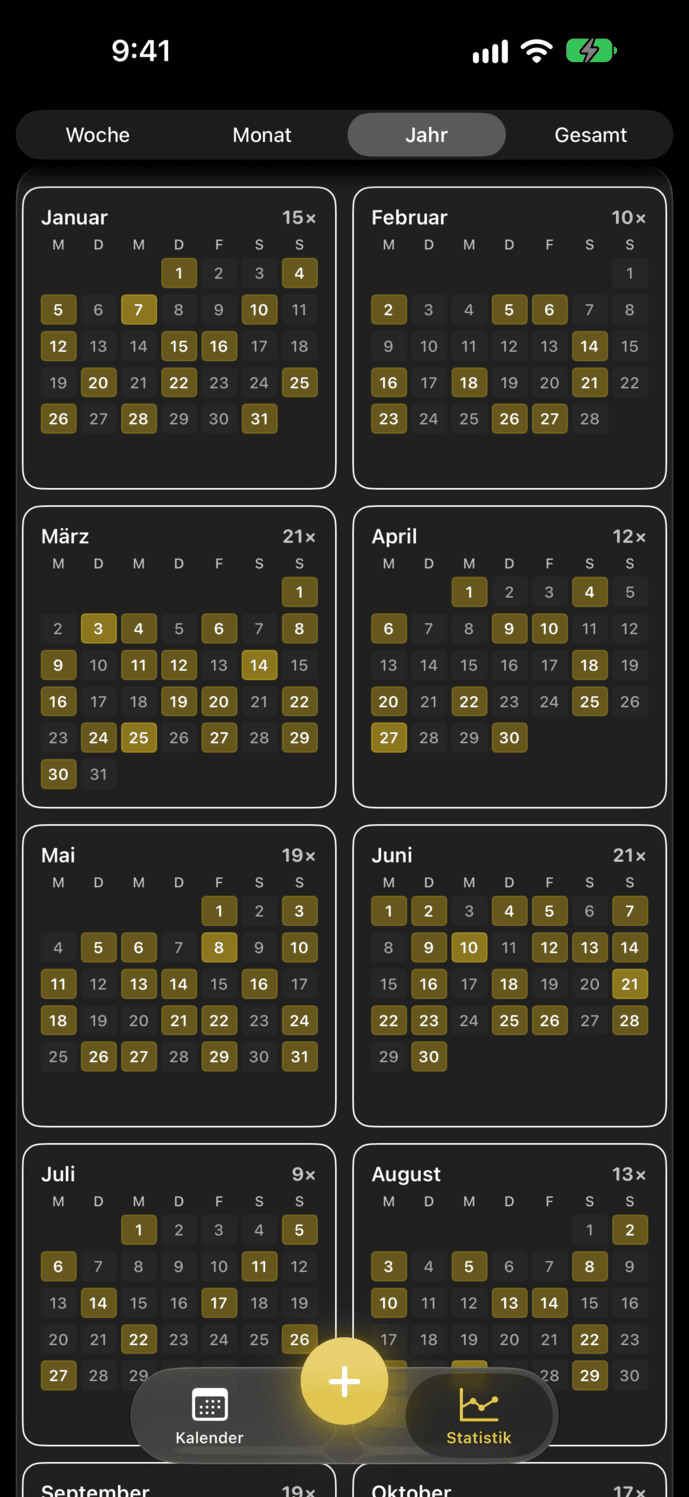 9:41
Woche Monat Jahr Gesamt
Januar 15×
M D M D F S S
1 2 3 4
5 6 7 8 9 10 11
12 13 14 15 16 17 18
19 20 21 22 23 24 25
26 27 28 29 30 31
Februar 10×
M D M D F S S
1
2 3 4 5 6 7 8
9 10 11 12 13 14 15
16 17 18 19 20 21 22
23 24 25 26 27 28
März 21×
M D M D F S S
1
2 3 4 5 6 7 8
9 10 11 12 13 14 15
16 17 18 19 20 21 22
23 24 25 26 27 28 29
30 31
April 12×
M D M D F S S
1 2 3 4 5
6 7 8 9 10 11 12
13 14 15 16 17 18 19
20 21 22 23 24 25 26
27 28 29 30
Mai 19×
M D M D F S S
1 2 3
4 5 6 7 8 9 10
11 12 13 14 15 16 17
18 19 20 21 22 23 24
25 26 27 28 29 30 31
Juni 21×
M D M D F S S
1 2 3 4 5 6 7
8 9 10 11 12 13 14
15 16 17 18 19 20 21
22 23 24 25 26 27 28
29 30
Juli 9×
M D M D F S S
1 2 3 4 5
6 7 8 9 10 11 12
13 14 15 16 17 18 19
20 21 22 23 24 25 26
27 28 29
August 13×
M D M D F S S
1 2
3 4 5 6 7 8 9
10 11 12 13 14 15 16
17 18 19 20 21 22 23
28 29 30
Kalender Statistik
September 19×
Oktober 17×